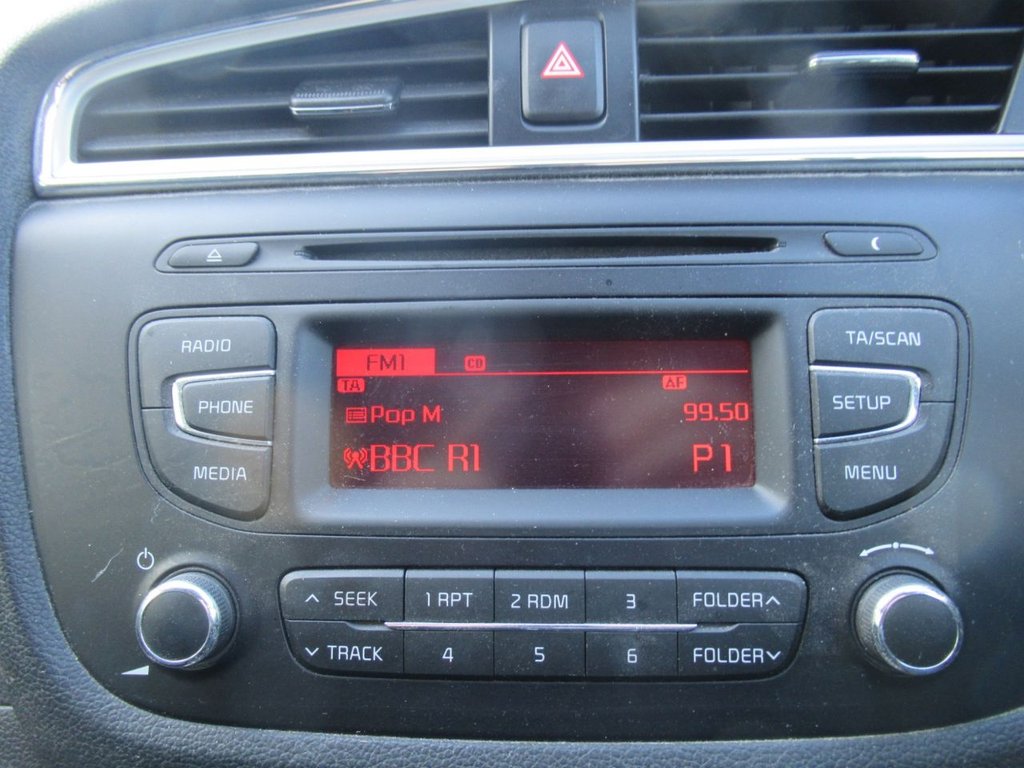 RADIO
PHONE
MEDIA
FM1 CD
TA AF
Pop M 99.50
BBC R1 P1
TA/SCAN
SETUP
MENU
SEEK 1 RPT 2 RDM 3 FOLDER
TRACK 4 5 6 FOLDER